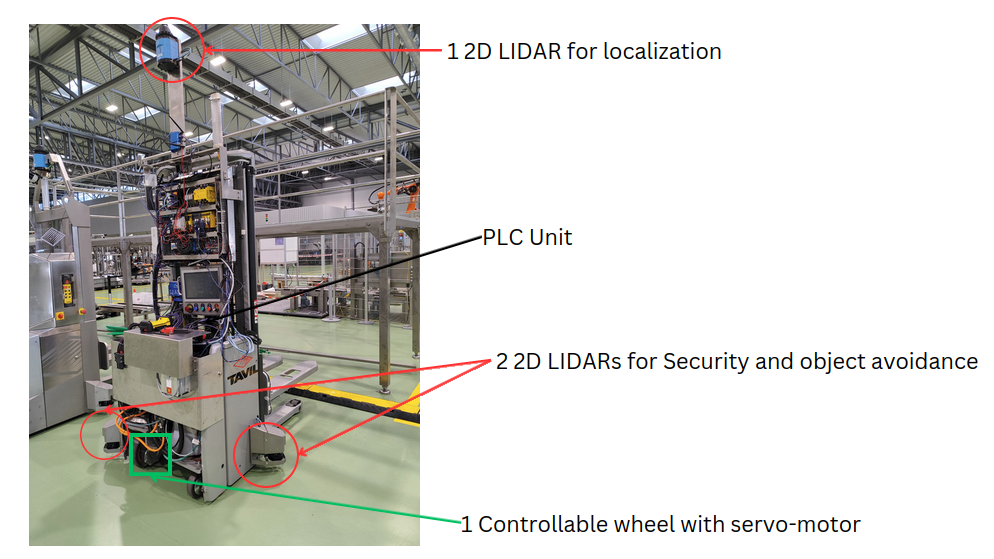 1 2D LIDAR for localization
PLC Unit
2 2D LIDARs for Security and object avoidance
TAVIL
1 Controllable wheel with servo-motor